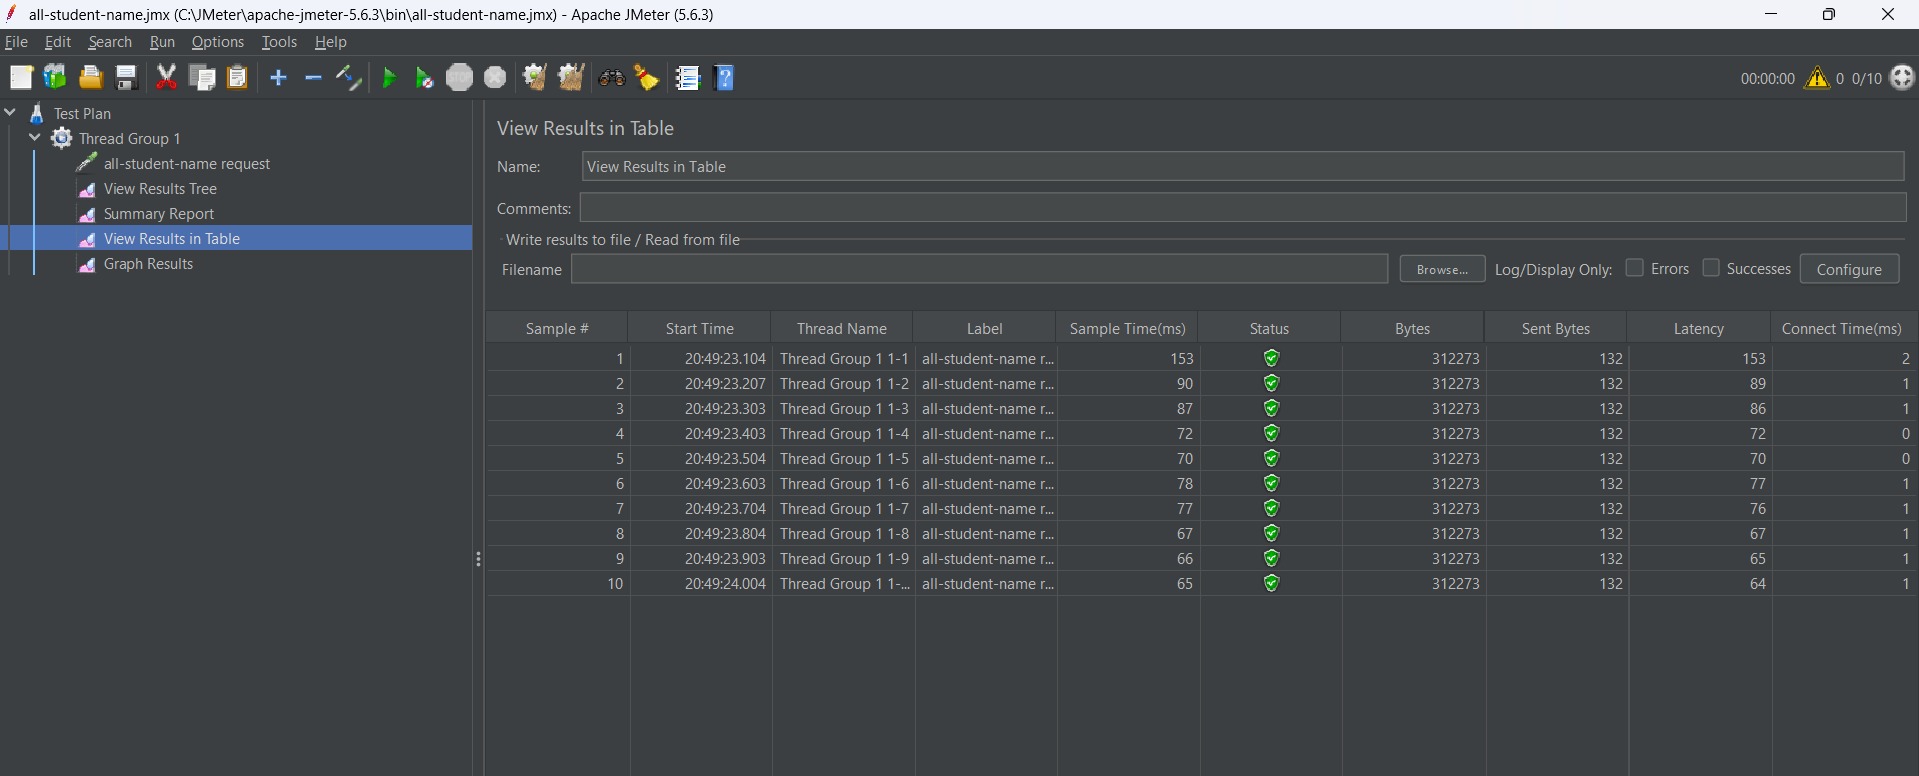 all-student-name.jmx (C:\JMeter\apache-jmeter-5.6.3\bin\all-student-name.jmx) - Apache JMeter (5.6.3)
File Edit Search Run Options Tools Help
STOP 00:00:00 0 0/10
Test Plan
Thread Group 1
all-student-name request
View Results Tree
Summary Report
View Results in Table
Graph Results
View Results in Table
Name: View Results in Table
Comments:
Write results to file / Read from file
Filename Browse... Log/Display Only: Errors Successes Configure
Sample # Start Time Thread Name Label Sample Time(ms) Status Bytes Sent Bytes Latency Connect Time(ms)
1 20:49:23.104 Thread Group 1 1-1 all-student-name r... 153 312273 132 153 2
2 20:49:23.207 Thread Group 1 1-2 all-student-name r... 90 312273 132 89 1
3 20:49:23.303 Thread Group 1 1-3 all-student-name r... 87 312273 132 86 1
4 20:49:23.403 Thread Group 1 1-4 all-student-name r... 72 312273 132 72 0
5 20:49:23.504 Thread Group 1 1-5 all-student-name r... 70 312273 132 70 0
6 20:49:23.603 Thread Group 1 1-6 all-student-name r... 78 312273 132 77 1
7 20:49:23.704 Thread Group 1 1-7 all-student-name r... 77 312273 132 76 1
8 20:49:23.804 Thread Group 1 1-8 all-student-name r... 67 312273 132 67 1
9 20:49:23.903 Thread Group 1 1-9 all-student-name r... 66 312273 132 65 1
10 20:49:24.004 Thread Group 1 1-... all-student-name r... 65 312273 132 64 1